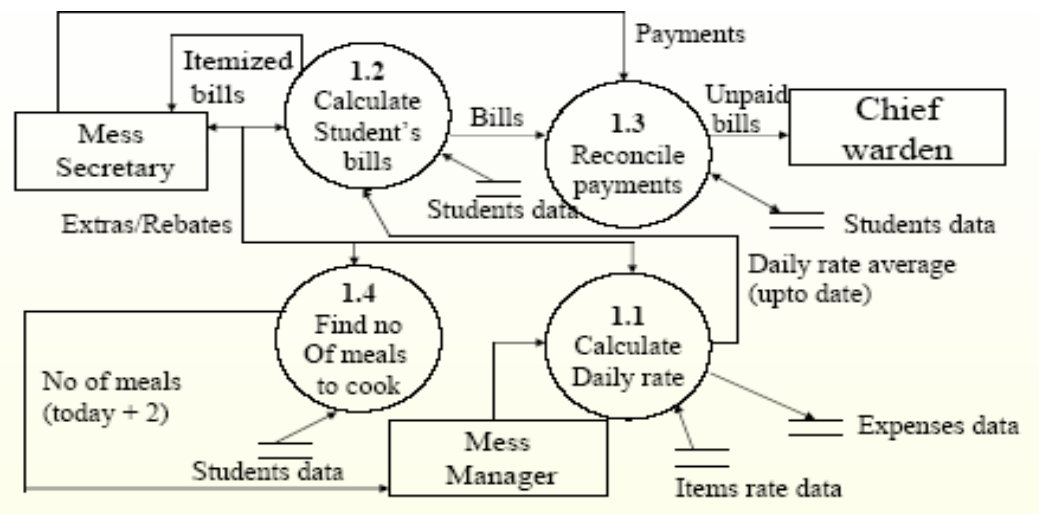 Payments
Itemized
bills
1.2
Calculate
Student's
bills
Bills
1.3
Reconcile
payments
Unpaid
bills
Chief
warden
Mess
Secretary
Students data
Extras/Rebates
Students data
Daily rate average
(upto date)
1.4
Find no
Of meals
to cook
1.1
Calculate
Daily rate
No of meals
(today + 2)
Expenses data
Mess
Manager
Students data
Items rate data